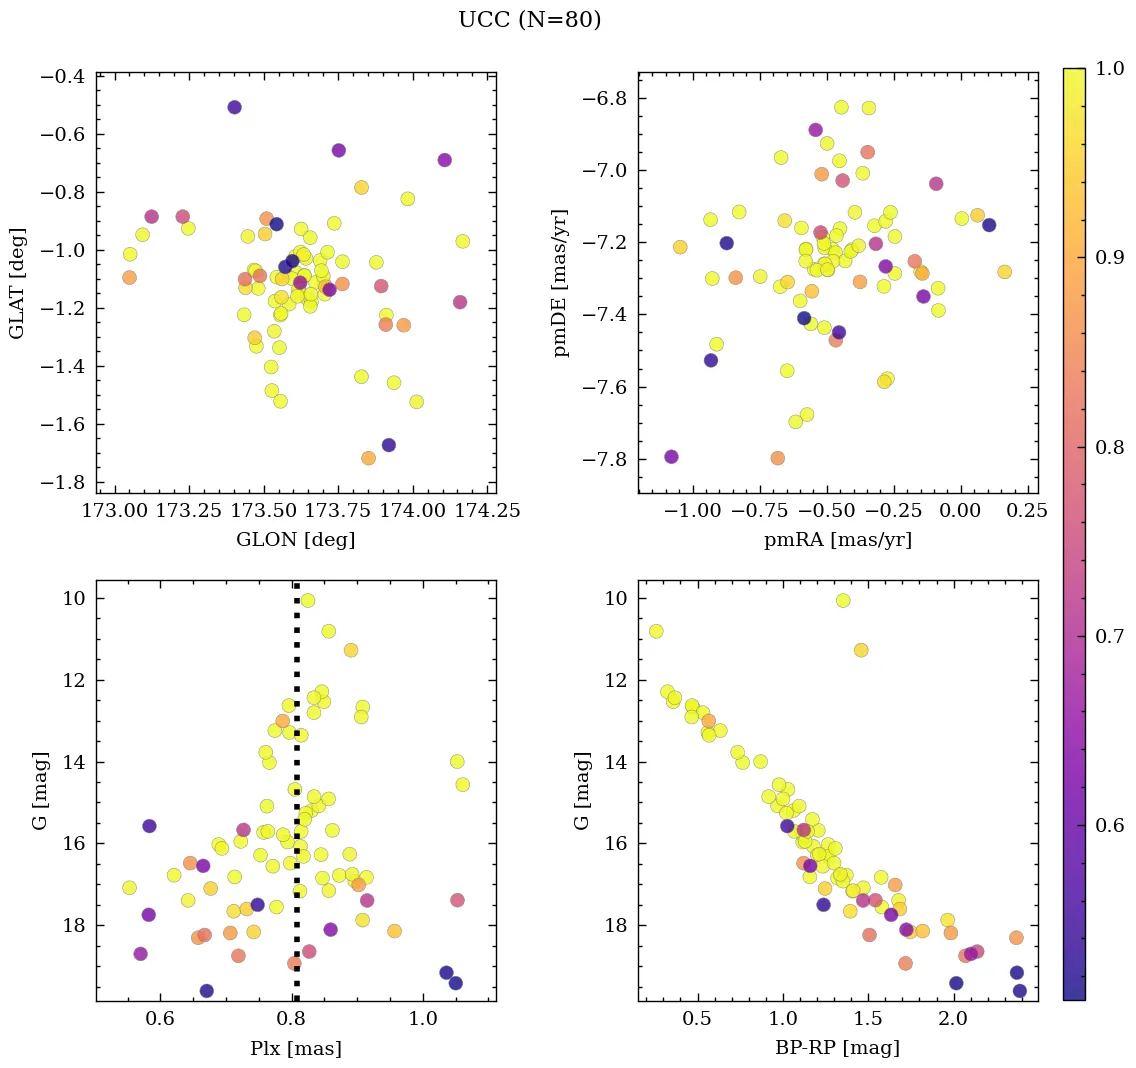 UCC (N=80)
−0.4
−0.6
−0.8
−1.0
−1.2
−1.4
−1.6
−1.8
GLAT [deg]
173.00 173.25 173.50 173.75 174.00 174.25
GLON [deg]
−6.8
−7.0
−7.2
−7.4
−7.6
−7.8
pmDE [mas/yr]
−1.00 −0.75 −0.50 −0.25 0.00 0.25
pmRA [mas/yr]
1.0
0.9
0.8
0.7
0.6
10
12
14
16
18
G [mag]
0.6 0.8 1.0
Plx [mas]
10
12
14
16
18
G [mag]
0.5 1.0 1.5 2.0
BP-RP [mag]